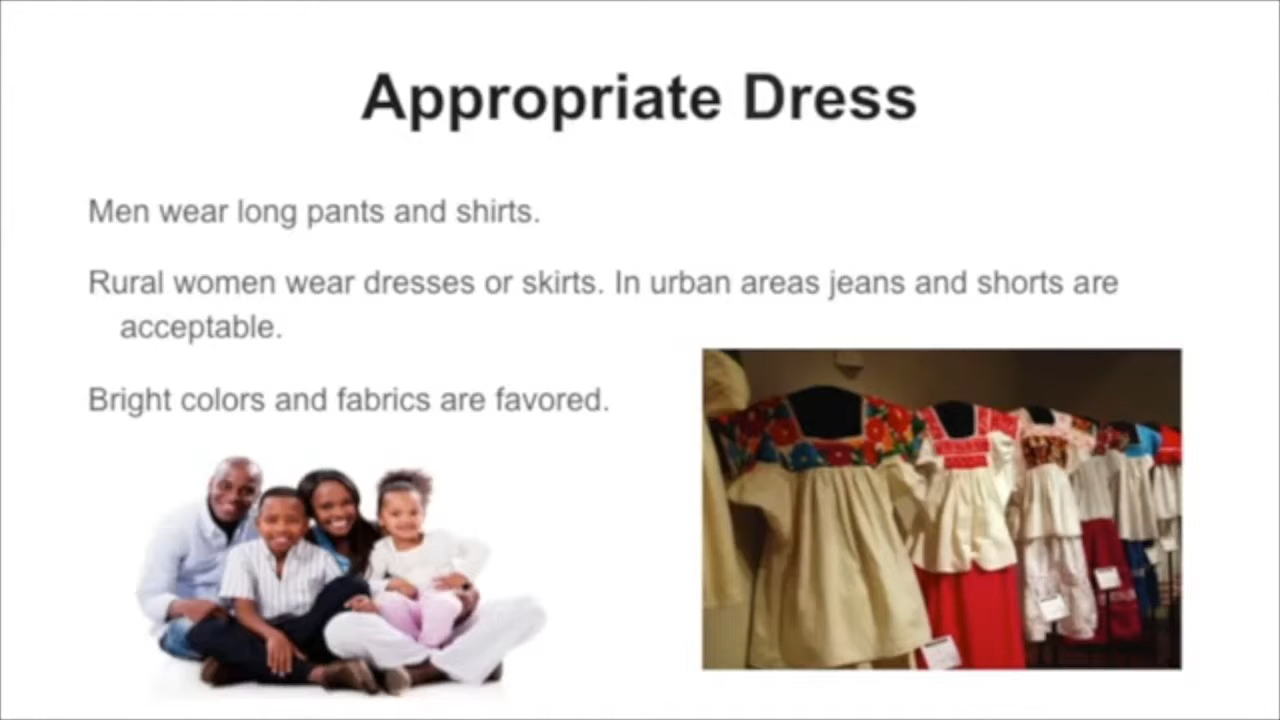 Appropriate Dress
Men wear long pants and shirts.
Rural women wear dresses or skirts. In urban areas jeans and shorts are
acceptable.
Bright colors and fabrics are favored.